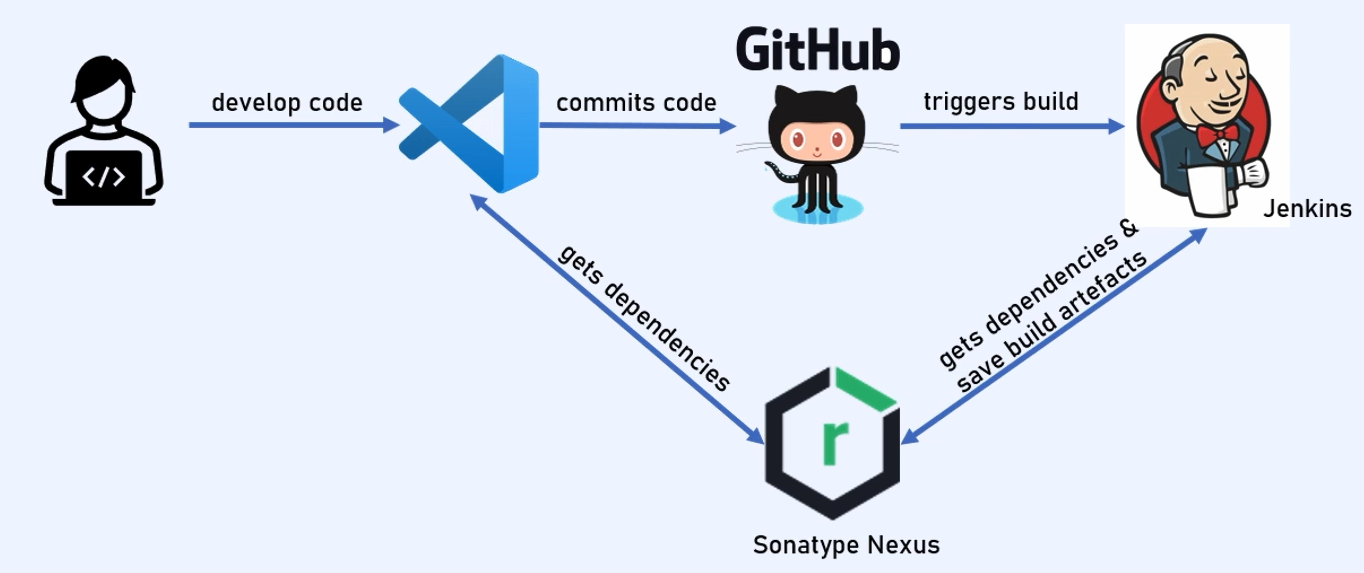 GitHub
develop code
commits code
triggers build
</>
Jenkins
gets dependencies
gets dependencies &
save build artefacts
r
Sonatype Nexus